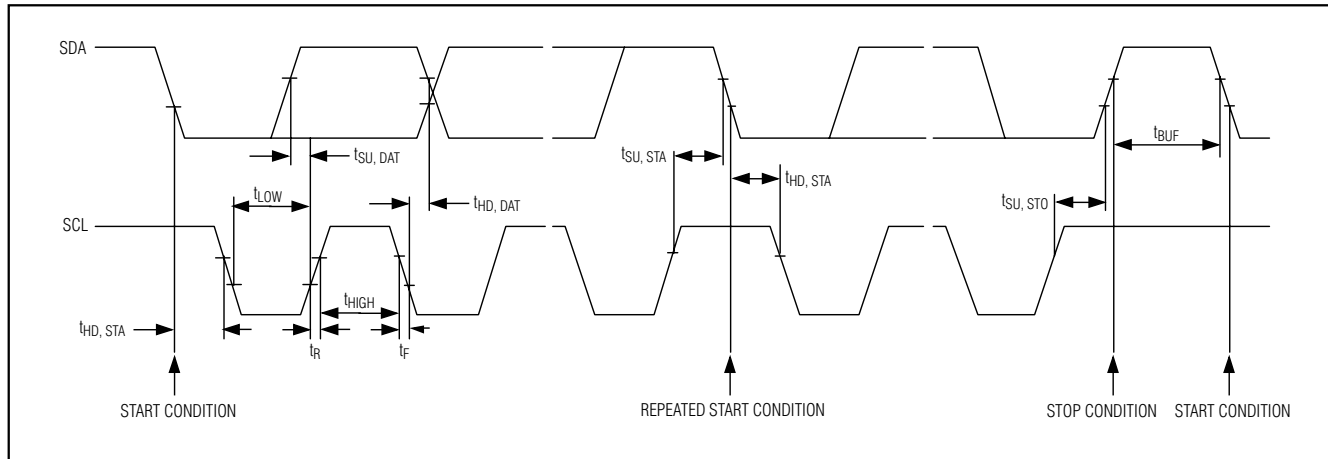 SDA
tSU, DAT
tSU, STA
tBUF
tLOW
tHD, DAT
tHD, STA
tSU, STO
SCL
tHIGH
tHD, STA
tR
tF
START CONDITION
REPEATED START CONDITION
STOP CONDITION
START CONDITION